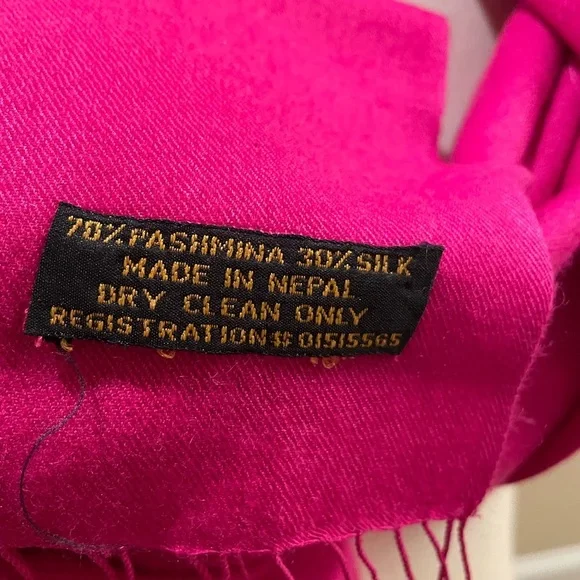 70% PASHMINA 30% SILK
MADE IN NEPAL
DRY CLEAN ONLY
REGISTRATION# 01515565